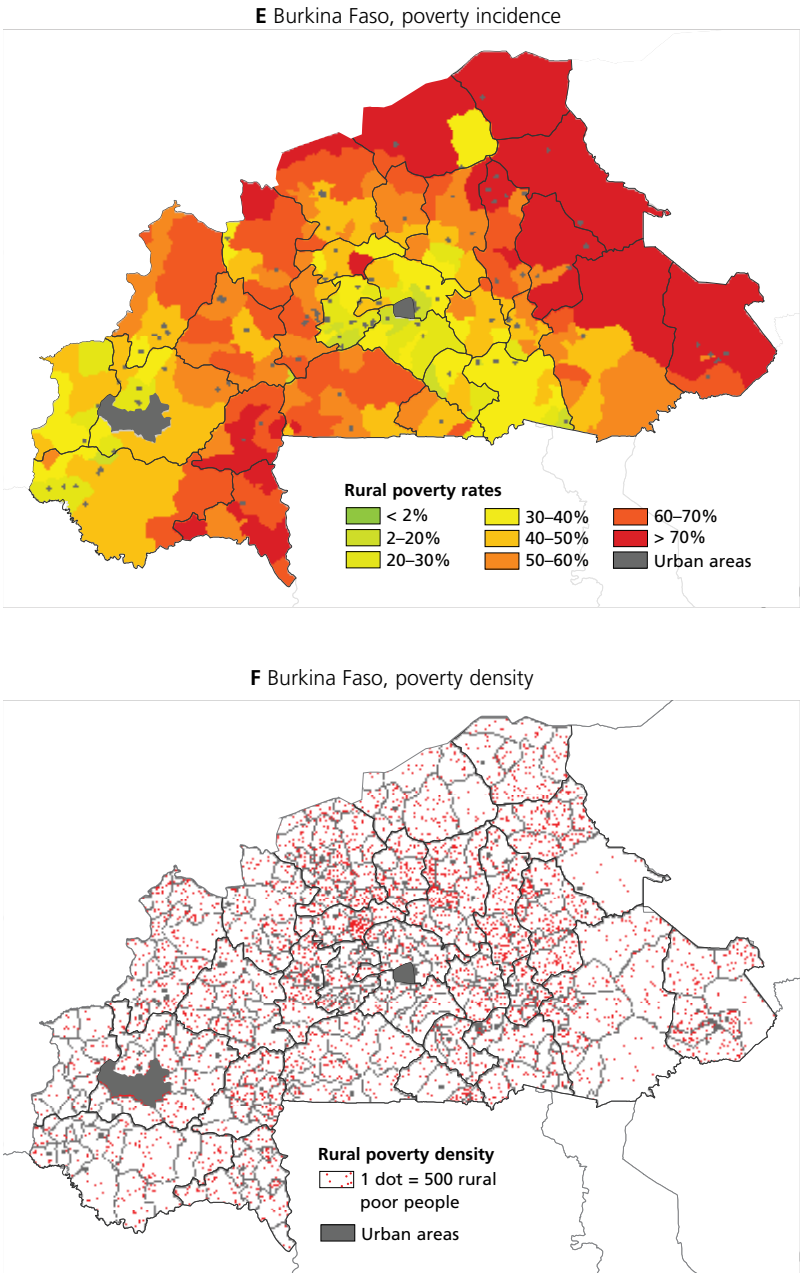 E Burkina Faso, poverty incidence
Rural poverty rates
< 2%
2–20%
20–30%
30–40%
40–50%
50–60%
60–70%
> 70%
Urban areas
F Burkina Faso, poverty density
Rural poverty density
1 dot = 500 rural
poor people
Urban areas